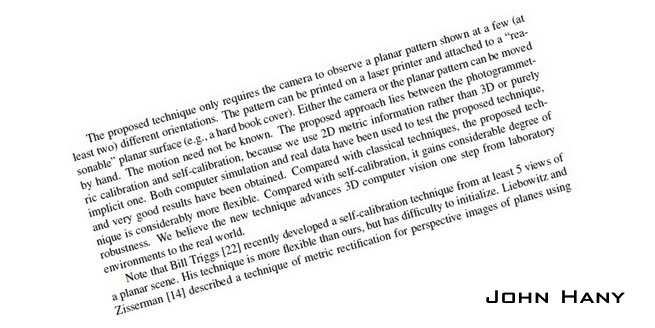 The proposed technique only requires the camera to observe a planar pattern shown at a few (at
least two) different orientations. The pattern can be printed on a laser printer and attached to a “rea-
sonable” planar surface (e.g., a hard book cover). Either the camera or the planar pattern can be moved
by hand. The motion need not be known. The proposed approach lies between the photogrammet-
ric calibration and self-calibration, because we use 2D metric information rather than 3D or purely
implicit one. Both computer simulation and real data have been used to test the proposed technique,
and very good results have been obtained. Compared with classical techniques, the proposed tech-
nique is considerably more flexible. Compared with self-calibration, it gains considerable degree of
robustness. We believe the new technique advances 3D computer vision one step from laboratory
environments to the real world.
Note that Bill Triggs [22] recently developed a self-calibration technique from at least 5 views of
a planar scene. His technique is more flexible than ours, but has difficulty to initialize. Liebowitz and
Zisserman [14] described a technique of metric rectification for perspective images of planes using
John Hany